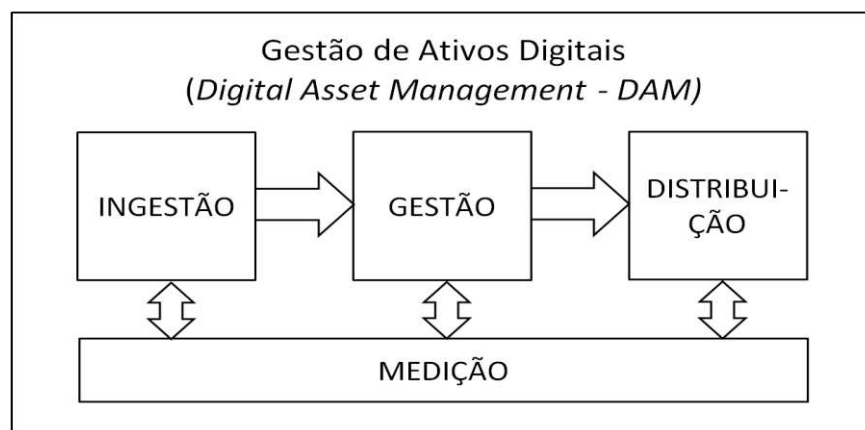 Gestão de Ativos Digitais
(Digital Asset Management - DAM)
INGESTÃO
GESTÃO
DISTRIBUI-
ÇÃO
MEDIÇÃO